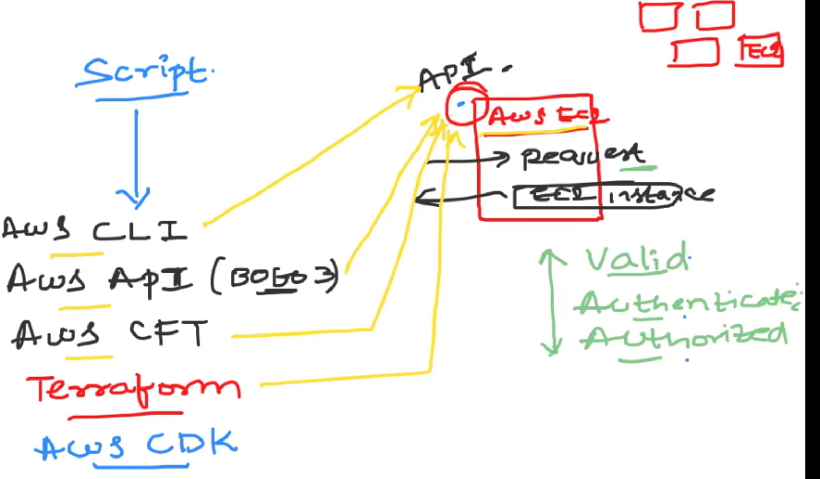 Script.
AWS CLI
AWS API (BOTO3)
AWS CFT
Terraform
AWS CDK
API.
AWS EC2
request
EC2 instance
EC2
Valid
Authenticate
Authorized